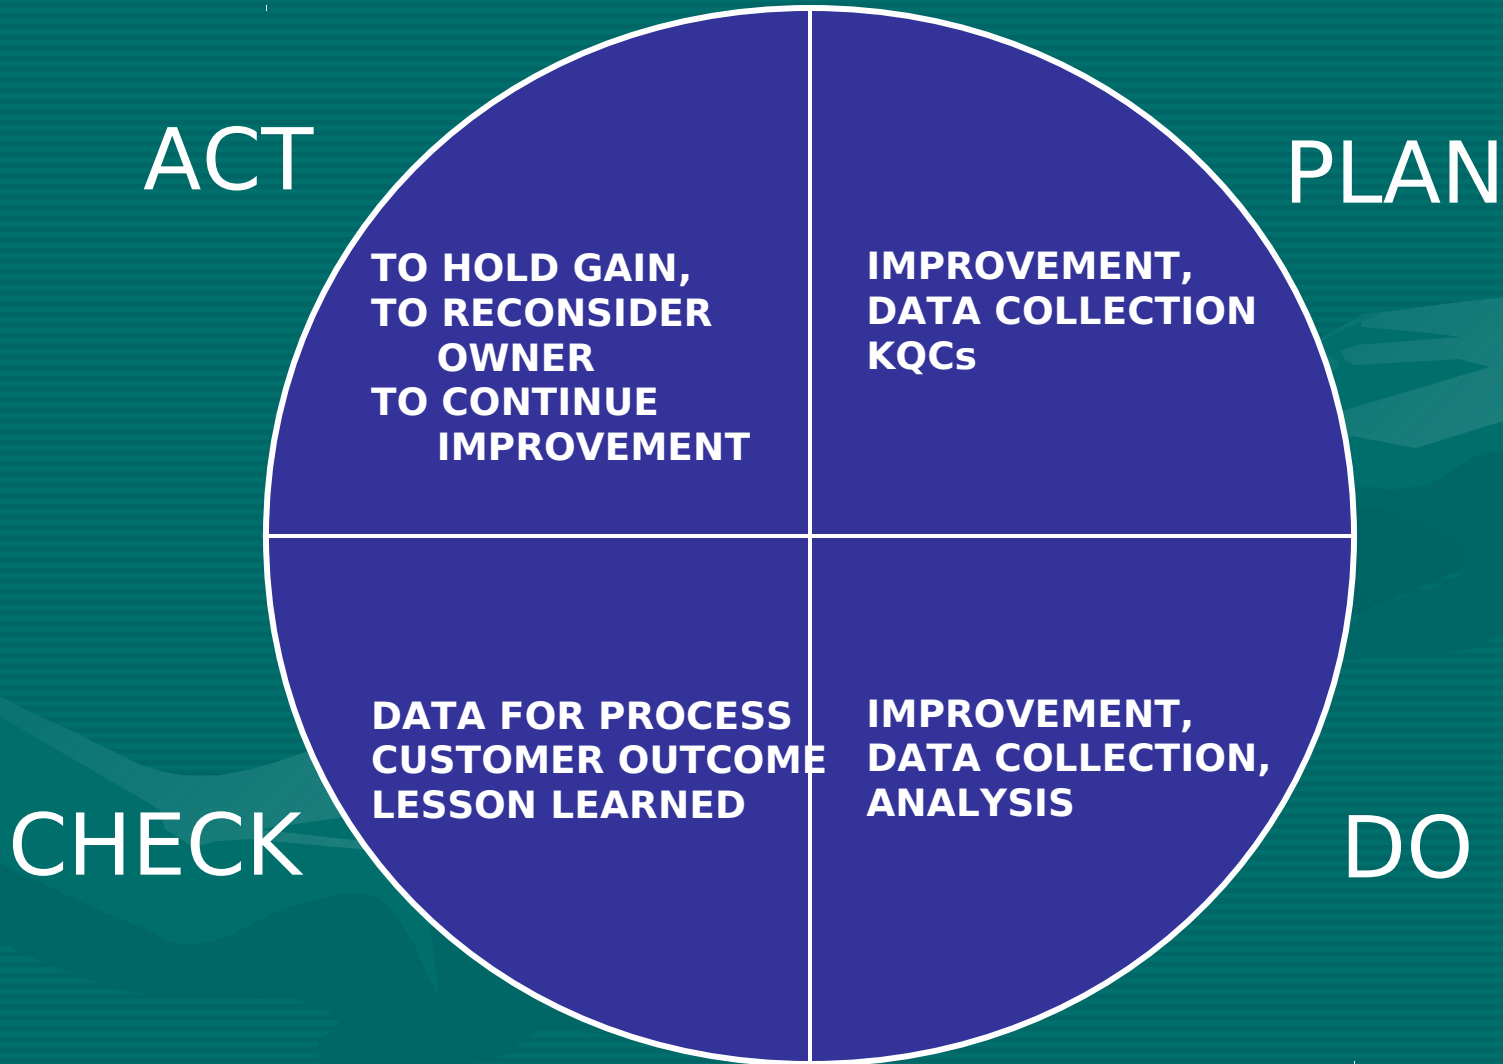 ACT
PLAN
TO HOLD GAIN,
TO RECONSIDER
OWNER
TO CONTINUE
IMPROVEMENT
IMPROVEMENT,
DATA COLLECTION
KQCs
DATA FOR PROCESS
CUSTOMER OUTCOME
LESSON LEARNED
IMPROVEMENT,
DATA COLLECTION,
ANALYSIS
CHECK
DO